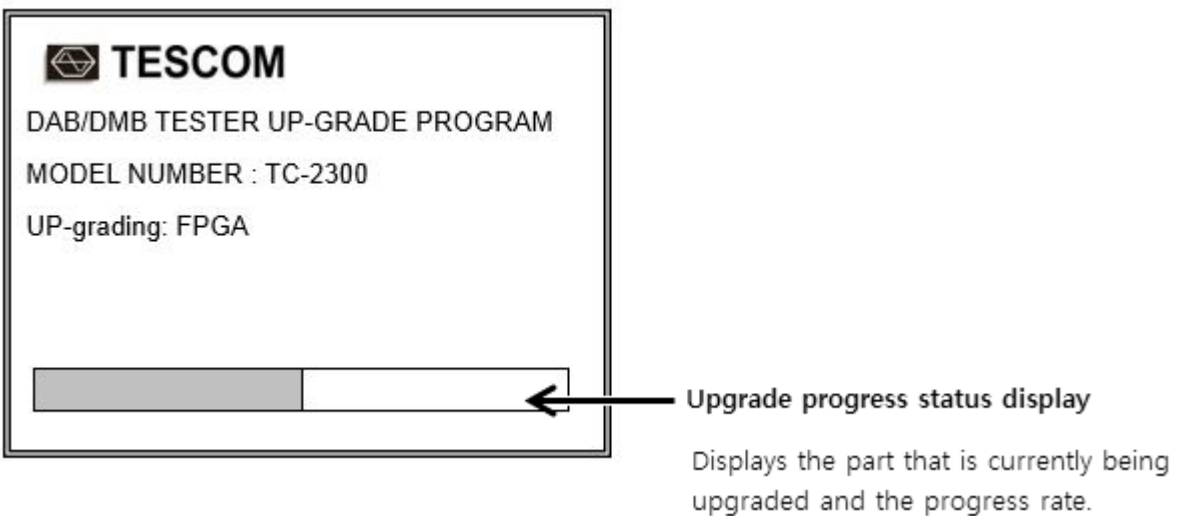 TESCOM
DAB/DMB TESTER UP-GRADE PROGRAM
MODEL NUMBER : TC-2300
UP-grading: FPGA
Upgrade progress status display
Displays the part that is currently being
upgraded and the progress rate.